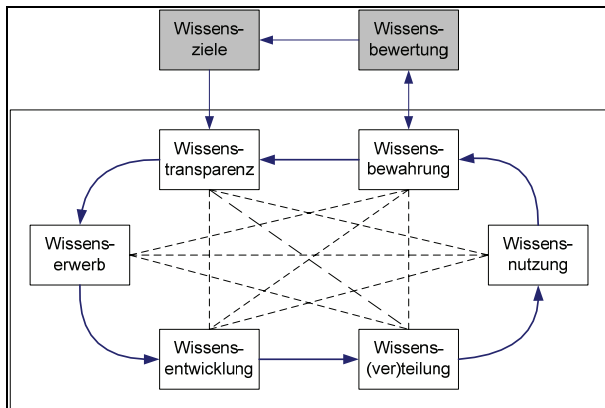 Wissens-
ziele
Wissens-
bewertung
Wissens-
transparenz
Wissens-
bewahrung
Wissens-
erwerb
Wissens-
nutzung
Wissens-
entwicklung
Wissens-
(ver)teilung